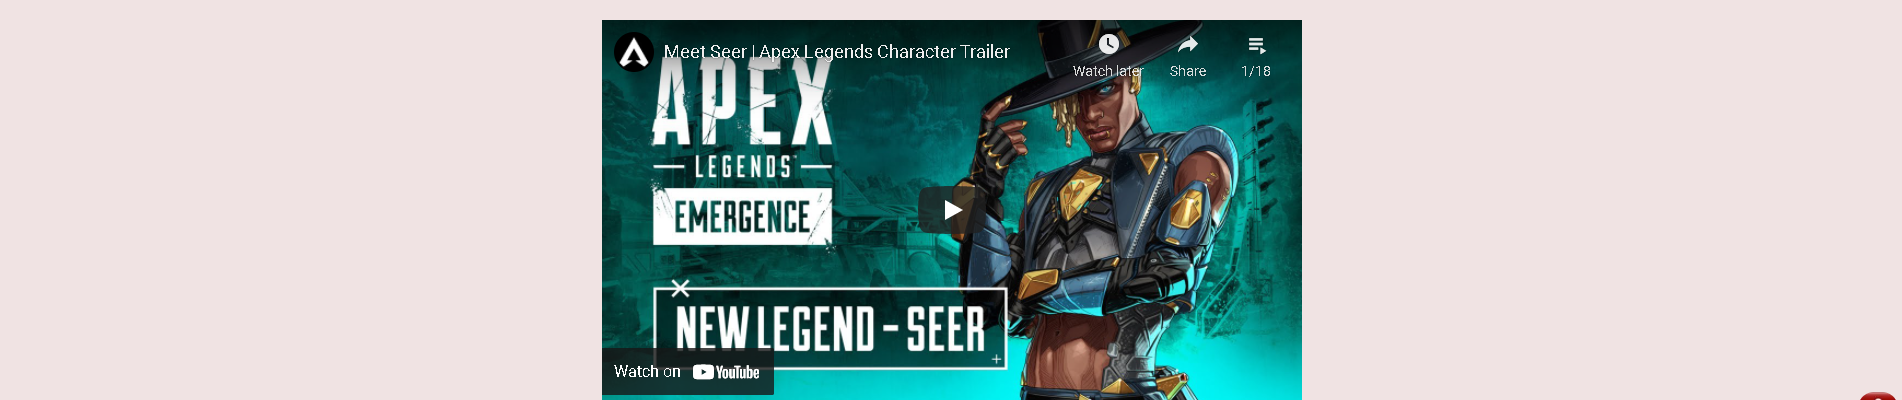 Meet Seer | Apex Legends Character Trailer
Watch later
Share
1/18
APEX
LEGENDS
EMERGENCE
NEW LEGEND - SEER
Watch on YouTube